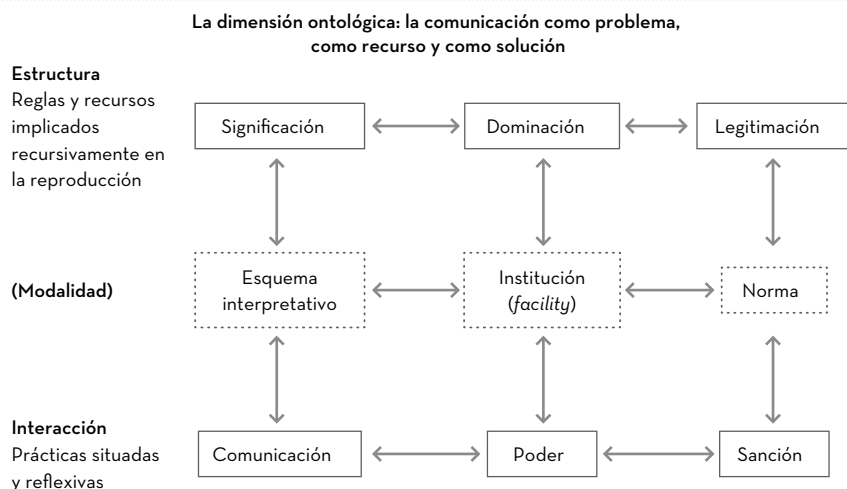 La dimensión ontológica: la comunicación como problema,
como recurso y como solución
Estructura
Reglas y recursos
implicados
recursivamente en
la reproducción
Significación
Dominación
Legitimación
(Modalidad)
Esquema
interpretativo
Institución
(facility)
Norma
Interacción
Prácticas situadas
y reflexivas
Comunicación
Poder
Sanción